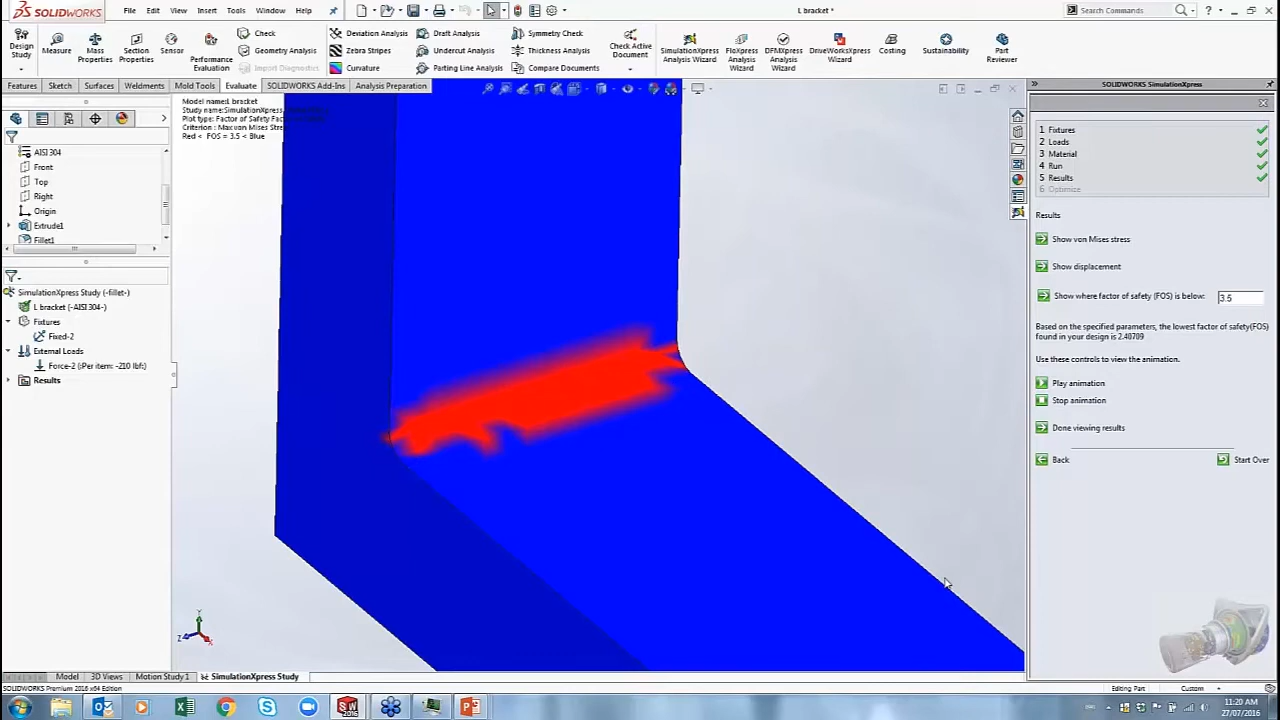 SOLIDWORKS File Edit View Insert Tools Window Help L bracket * Search Commands
Design Study Measure Mass Properties Section Properties Sensor Performance Evaluation Check Geometry Analysis Import Diagnostics Deviation Analysis Zebra Stripes Curvature Draft Analysis Undercut Analysis Parting Line Analysis Symmetry Check Thickness Analysis Compare Documents Check Active Document SimulationXpress Analysis Wizard FloXpress Analysis Wizard DFMXpress Analysis Wizard DriveWorksXpress Wizard Costing Sustainability Part Reviewer
Features Sketch Surfaces Weldments Mold Tools Evaluate SOLIDWORKS Add-Ins Analysis Preparation
SOLIDWORKS SimulationXpress
Model name:L bracket
Study name:SimulationXpress
Plot type: Factor of Safety
Criterion : Max von Mises Stre
Red < FOS = 3.5 < Blue
AISI 304
Front
Top
Right
Origin
Extrude1
Fillet1
SimulationXpress Study (-fillet-)
L bracket (-AISI 304-)
Fixtures
Fixed-2
External Loads
Force-2 (:Per item: -210 lbf:)
Results
1 Fixtures
2 Loads
3 Material
4 Run
5 Results
6 Optimize
Results
Show von Mises stress
Show displacement
Show where factor of safety (FOS) is below: 3.5
Based on the specified parameters, the lowest factor of safety(FOS)
found in your design is 2.40709
Use these controls to view the animation.
Play animation
Stop animation
Done viewing results
Back Start Over
Model 3D Views Motion Study 1 SimulationXpress Study
SOLIDWORKS Premium 2016 x64 Edition Editing Part Custom
11:20 AM
27/07/2016